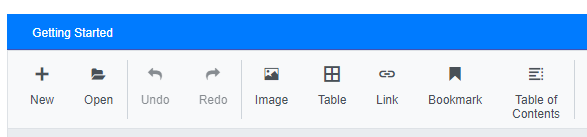 Getting Started
New Open Undo Redo Image Table Link Bookmark Table of
Contents